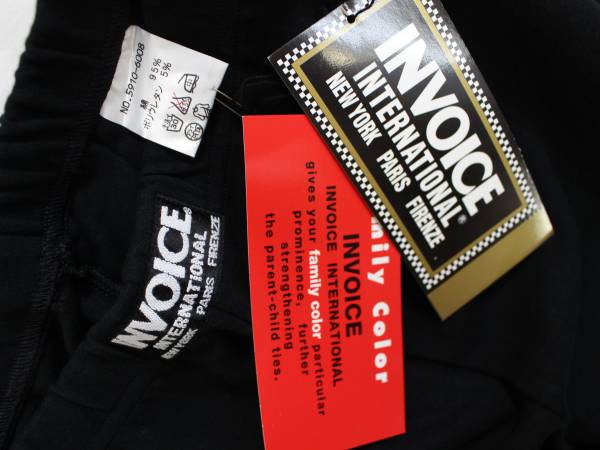 NO.5910-6008
綿 95%
ポリウレタン 5%
INVOICE®
INTERNATIONAL
NEW YORK PARIS FIRENZE
INVOICE®
INTERNATIONAL
NEW YORK PARIS FIRENZE
mily Color
INVOICE
INVOICE INTERNATIONAL
gives your family color particular
prominence, further
strengthening
the parent-child ties.